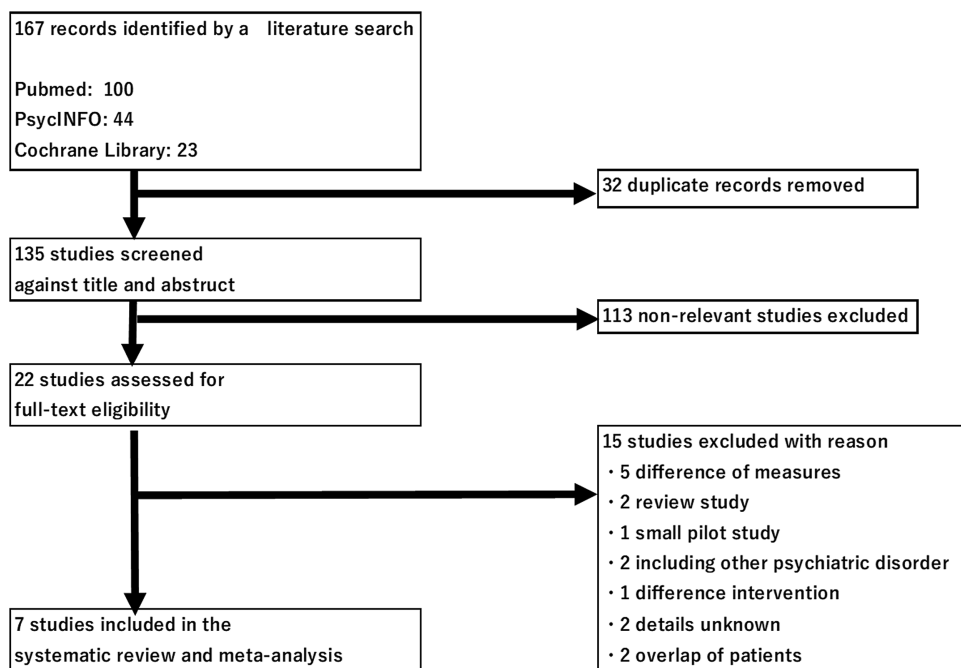 167 records identified by a literature search
Pubmed: 100
PsycINFO: 44
Cochrane Library: 23
32 duplicate records removed
135 studies screened
against title and abstruct
113 non-relevant studies excluded
22 studies assessed for
full-text eligibility
15 studies excluded with reason
・5 difference of measures
・2 review study
・1 small pilot study
・2 including other psychiatric disorder
・1 difference intervention
・2 details unknown
・2 overlap of patients
7 studies included in the
systematic review and meta-analysis